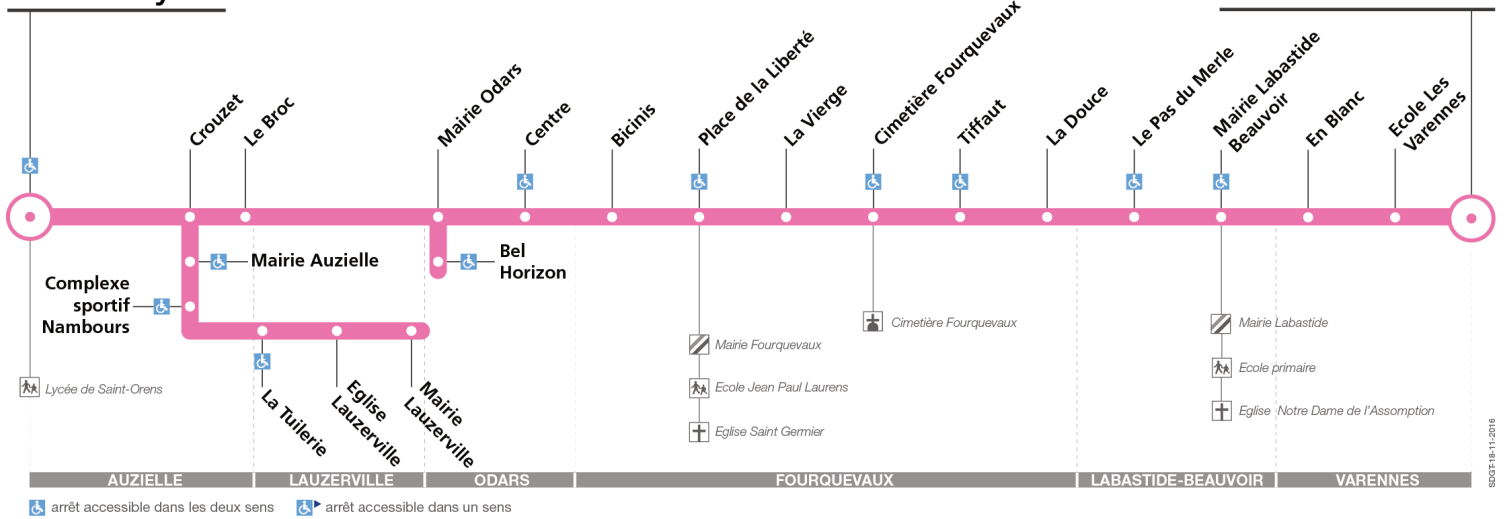 Crouzet
Le Broc
Mairie Odars
Centre
Bicinis
Place de la Liberté
La Vierge
Cimetière Fourquevaux
Tiffaut
La Douce
Le Pas du Merle
Mairie Labastide
Beauvoir
En Blanc
Ecole Les
Varennes
Mairie Auzielle
Bel
Horizon
Complexe
sportif
Nambours
La Tuilerie
Eglise
Lauzerville
Mairie
Lauzerville
Lycée de Saint-Orens
Mairie Fourquevaux
Ecole Jean Paul Laurens
Eglise Saint Germier
Cimetière Fourquevaux
Mairie Labastide
Ecole primaire
Eglise Notre Dame de l'Assomption
SDGT-18-11-2016
AUZIELLE
LAUZERVILLE
ODARS
FOURQUEVAUX
LABASTIDE-BEAUVOIR
VARENNES
arrêt accessible dans les deux sens
arrêt accessible dans un sens